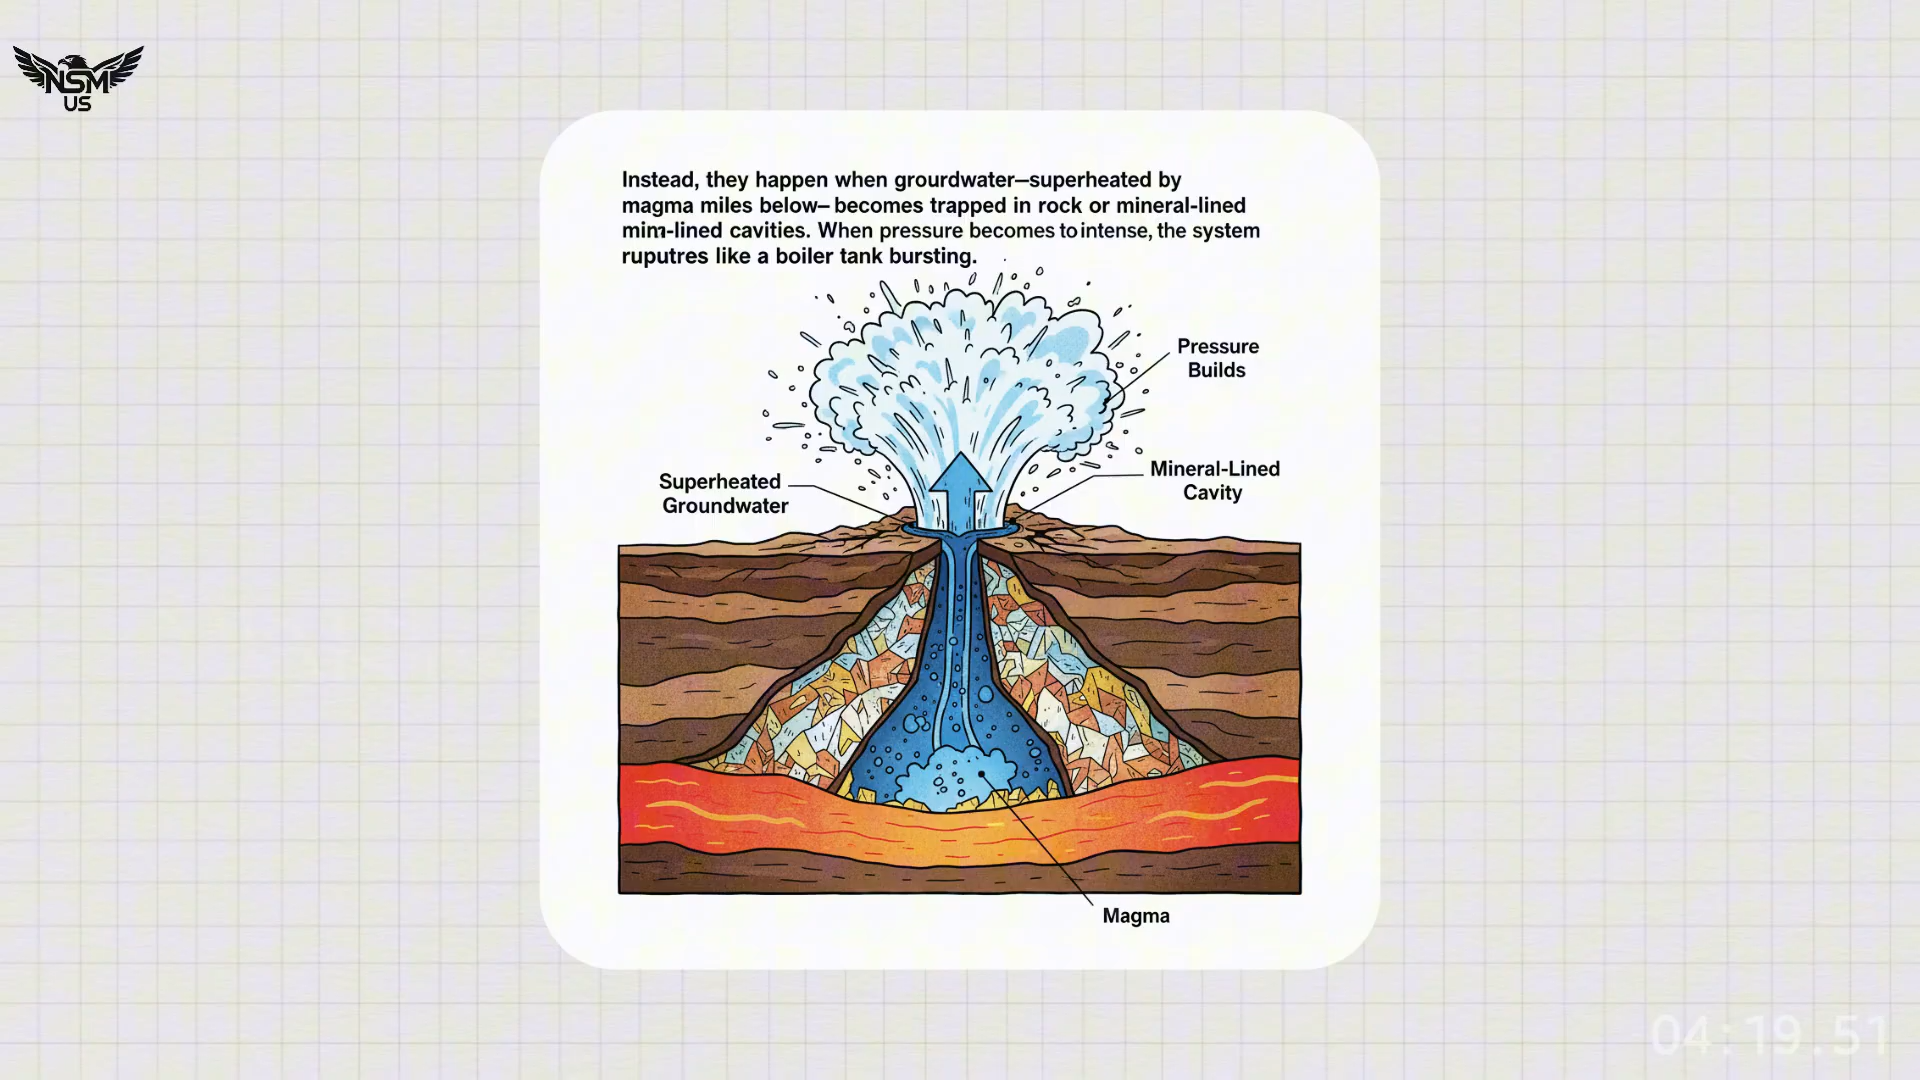 NSM
US
Instead, they happen when grourdwater—superheated by
magma miles below—becomes trapped in rock or mineral-lined
mim-lined cavities. When pressure becomes to intense, the system
ruputres like a boiler tank bursting.
Pressure
Builds
Superheated
Groundwater
Mineral-Lined
Cavity
Magma
04:19.51